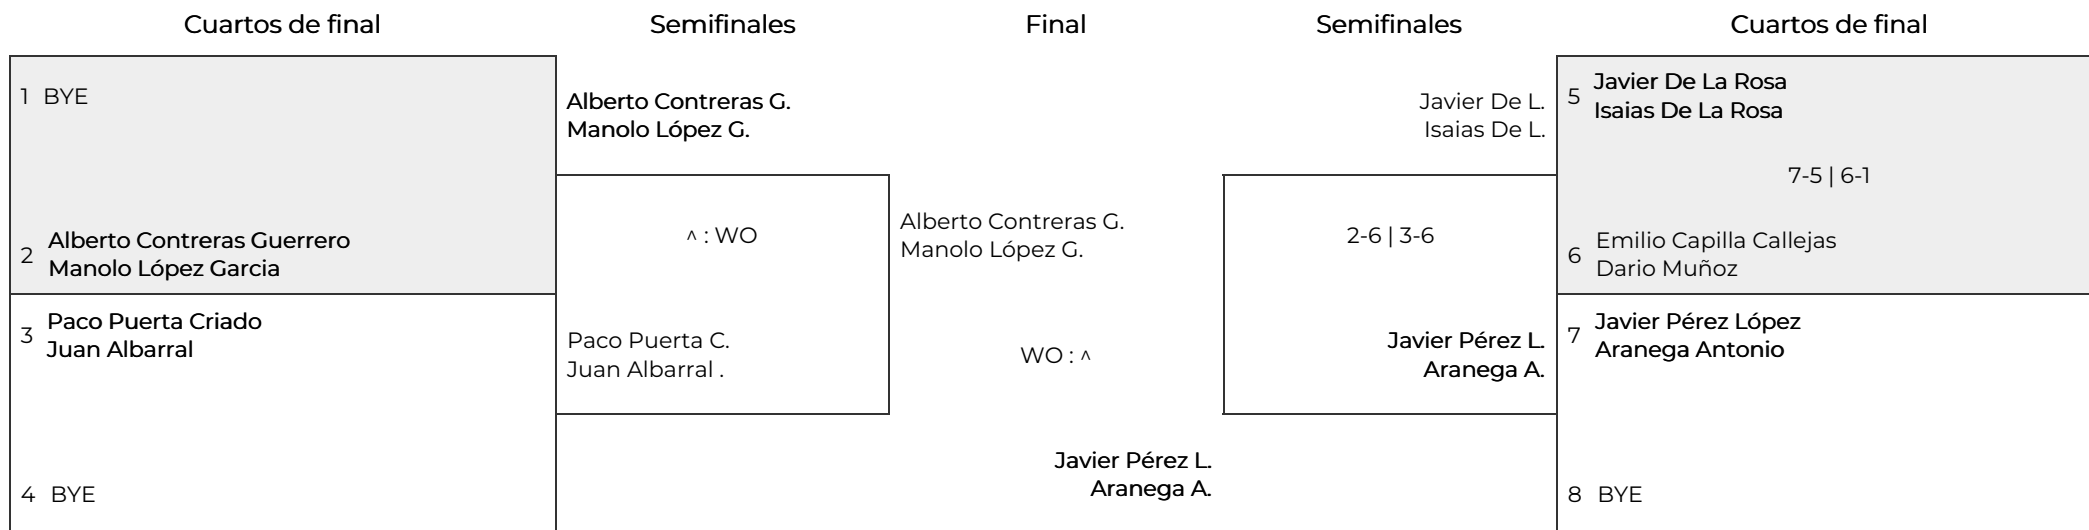 Cuartos de final
Semifinales
Final
Semifinales
Cuartos de final
1 BYE
2 Alberto Contreras Guerrero
Manolo López Garcia
3 Paco Puerta Criado
Juan Albarral
4 BYE
Alberto Contreras G.
Manolo López G.
^ : WO
Paco Puerta C.
Juan Albarral .
Alberto Contreras G.
Manolo López G.
WO : ^
Javier Pérez L.
Aranega A.
Javier De L.
Isaias De L.
2-6 | 3-6
Javier Pérez L.
Aranega A.
5 Javier De La Rosa
Isaias De La Rosa
7-5 | 6-1
6 Emilio Capilla Callejas
Dario Muñoz
7 Javier Pérez López
Aranega Antonio
8 BYE